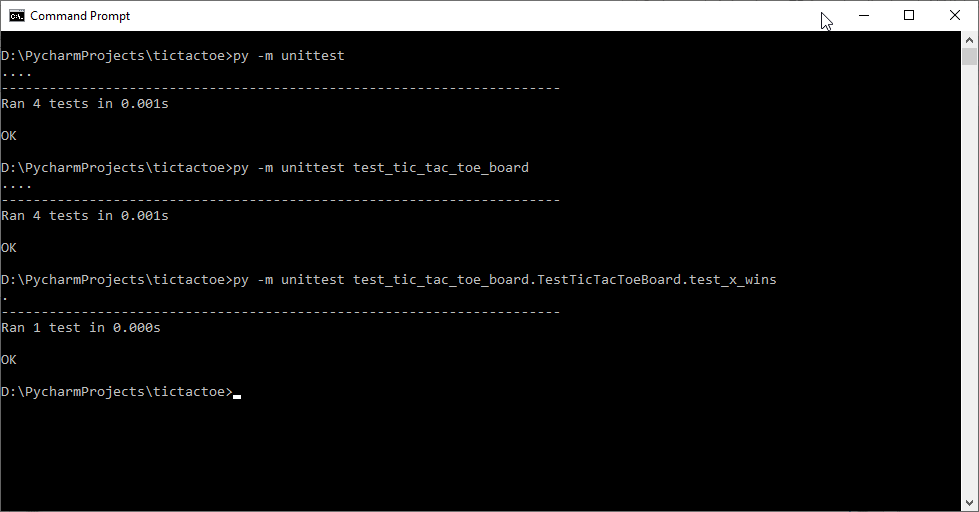 Command Prompt
D:\PycharmProjects\tictactoe>py -m unittest
....
----------------------------------------------------------------------
Ran 4 tests in 0.001s
OK
D:\PycharmProjects\tictactoe>py -m unittest test_tic_tac_toe_board
....
----------------------------------------------------------------------
Ran 4 tests in 0.001s
OK
D:\PycharmProjects\tictactoe>py -m unittest test_tic_tac_toe_board.TestTicTacToeBoard.test_x_wins
.
----------------------------------------------------------------------
Ran 1 test in 0.000s
OK
D:\PycharmProjects\tictactoe>